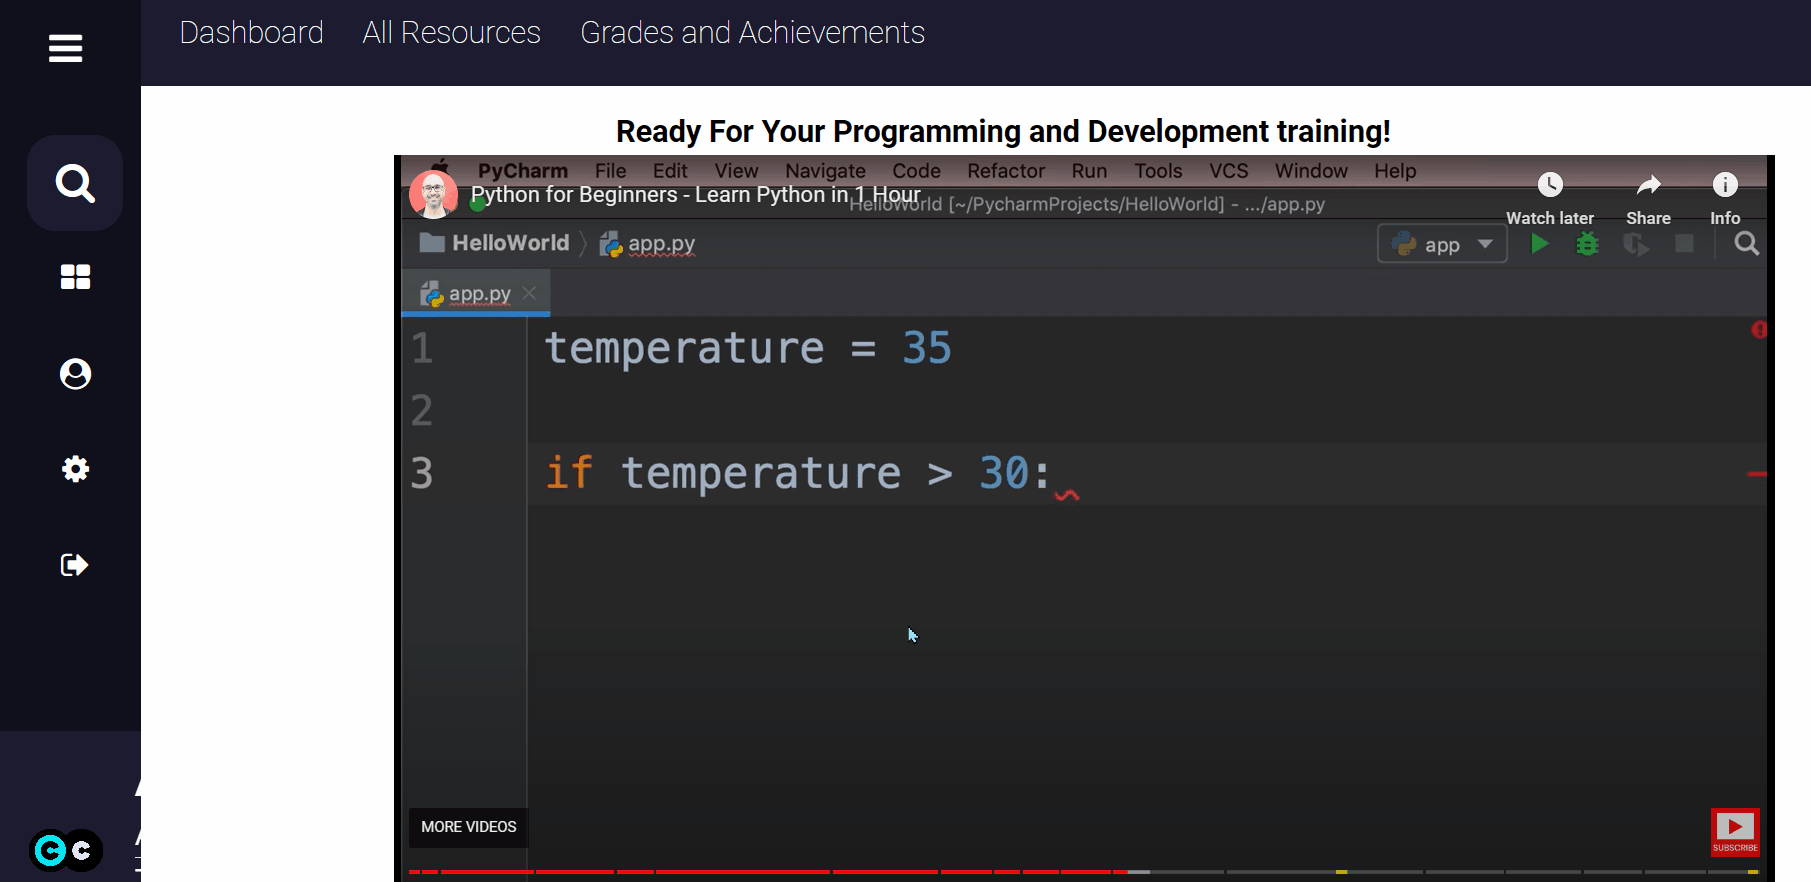 Dashboard All Resources Grades and Achievements
Ready For Your Programming and Development training!
PyCharm File Edit View Navigate Code Refactor Run Tools VCS Window Help
Python for Beginners - Learn Python in 1 Hour
HelloWorld [~/PycharmProjects/HelloWorld] - .../app.py
Watch later Share Info
HelloWorld app.py app
app.py
1 temperature = 35
2
3 if temperature > 30:
MORE VIDEOS
SUBSCRIBE
C C